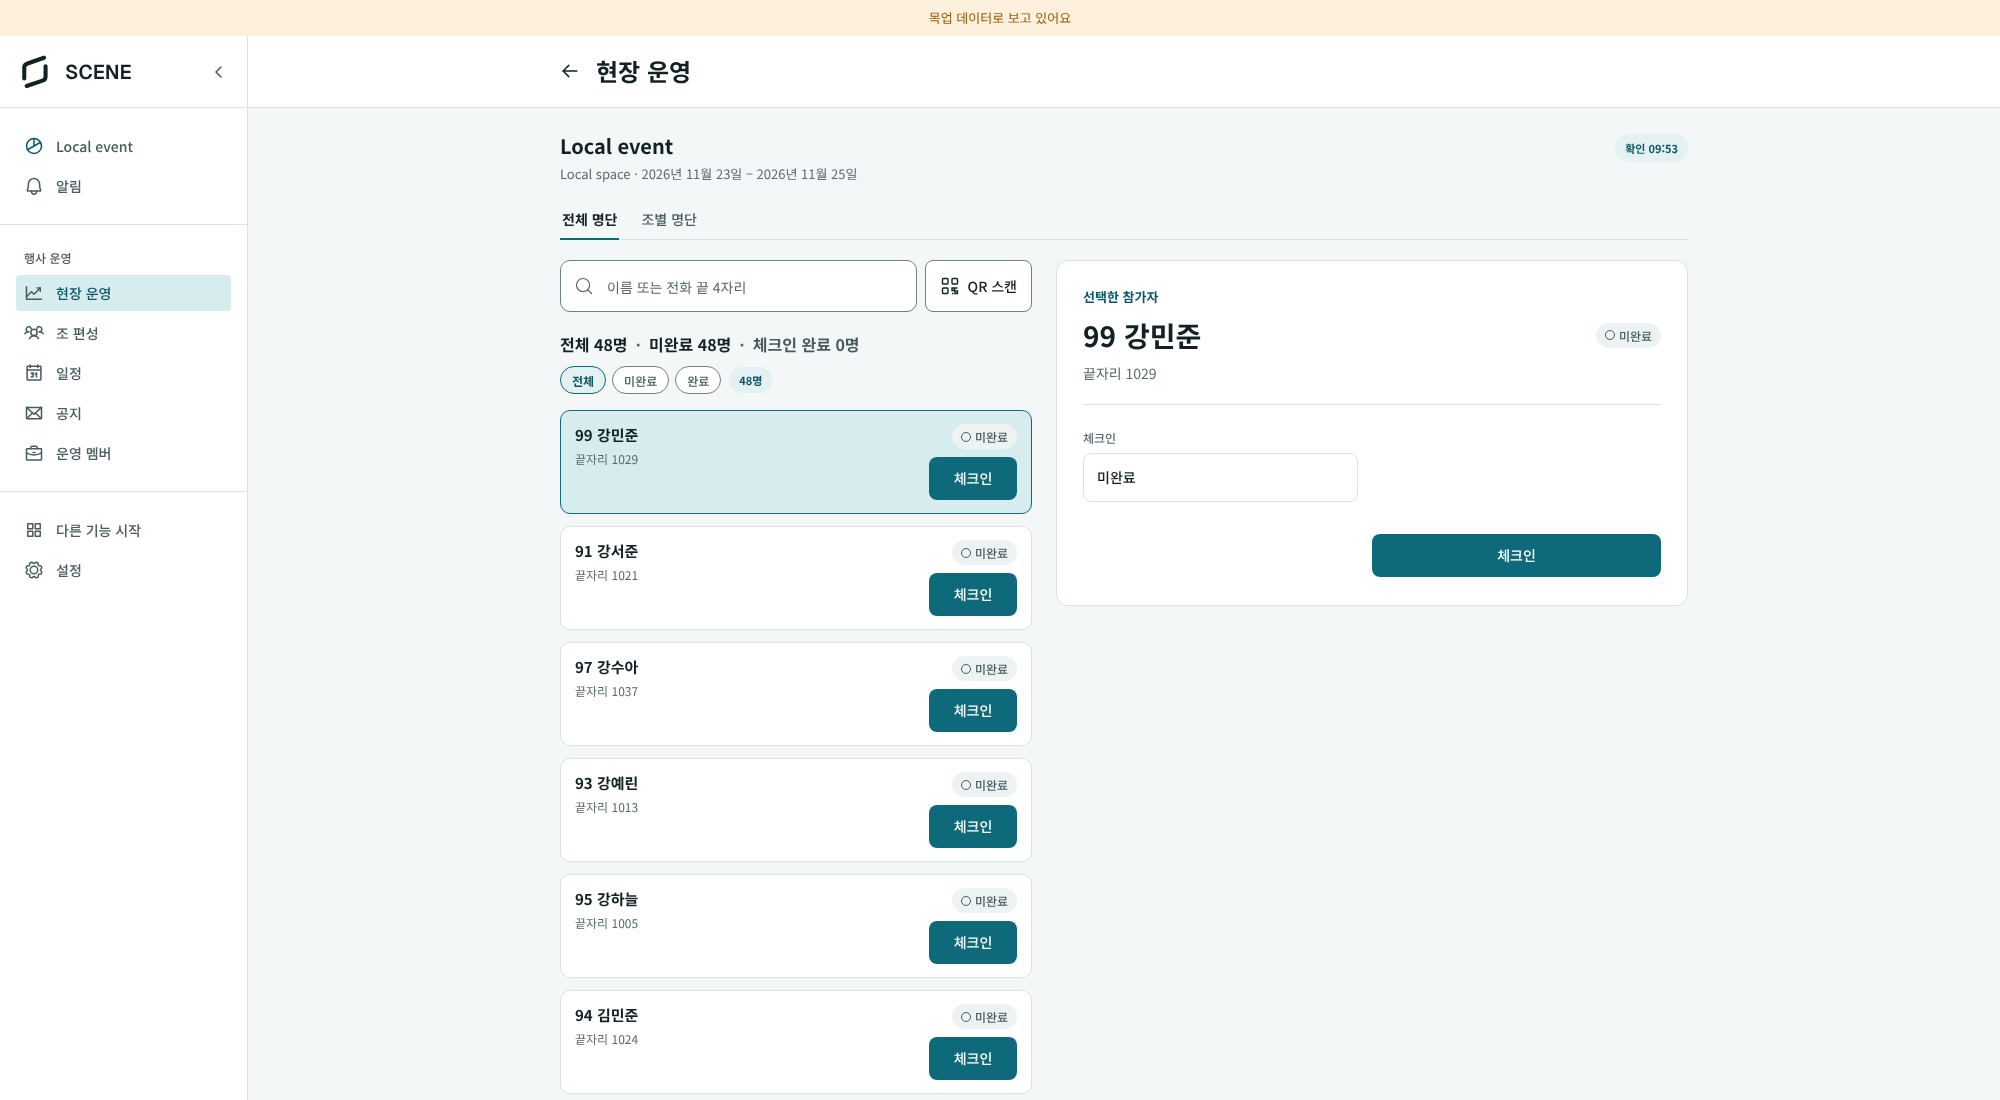 목업 데이터로 보고 있어요
SCENE
현장 운영
Local event
알림
행사 운영
현장 운영
조 편성
일정
공지
운영 멤버
다른 기능 시작
설정
Local event
확인 09:53
Local space · 2026년 11월 23일 – 2026년 11월 25일
전체 명단 조별 명단
이름 또는 전화 끝 4자리
QR 스캔
전체 48명 · 미완료 48명 · 체크인 완료 0명
전체 미완료 완료 48명
99 강민준
미완료
끝자리 1029
체크인
91 강서준
미완료
끝자리 1021
체크인
97 강수아
미완료
끝자리 1037
체크인
93 강예린
미완료
끝자리 1013
체크인
95 강하늘
미완료
끝자리 1005
체크인
94 김민준
미완료
끝자리 1024
체크인
선택한 참가자
99 강민준
미완료
끝자리 1029
체크인
미완료
체크인